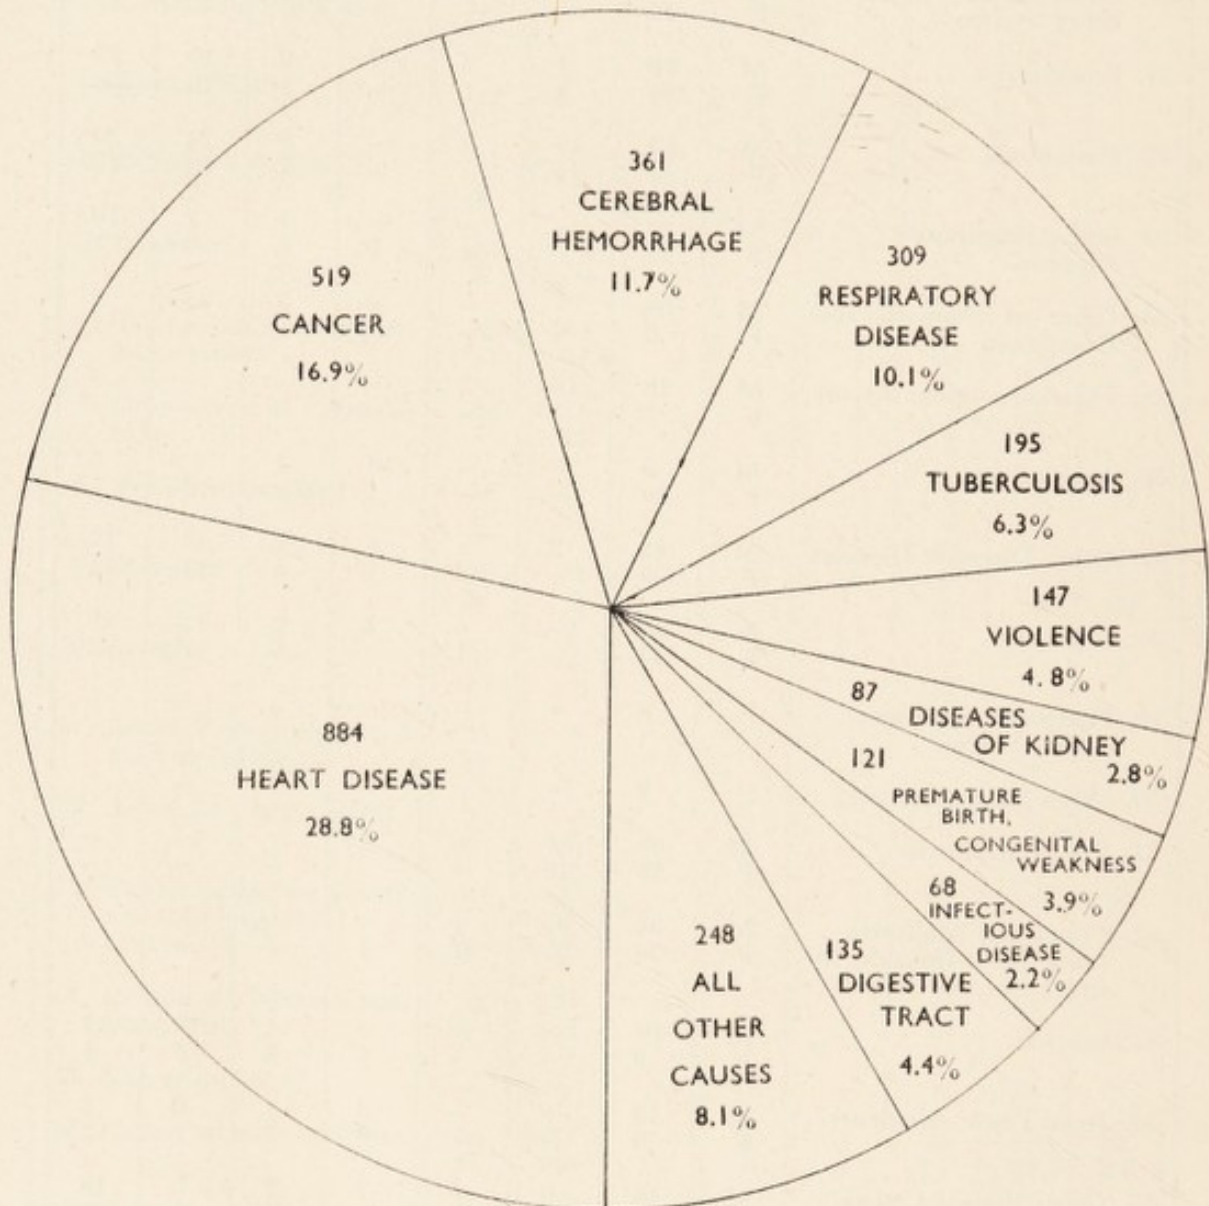 361
CEREBRAL
HEMORRHAGE
11.7%
309
RESPIRATORY
DISEASE
10.1%
519
CANCER
16.9%
195
TUBERCULOSIS
6.3%
147
VIOLENCE
4.8%
87
DISEASES
OF KIDNEY
2.8%
121
PREMATURE
BIRTH,
CONGENITAL
WEAKNESS
3.9%
68
INFECT-
IOUS
DISEASE
2.2%
135
DIGESTIVE
TRACT
4.4%
248
ALL
OTHER
CAUSES
8.1%
884
HEART DISEASE
28.8%